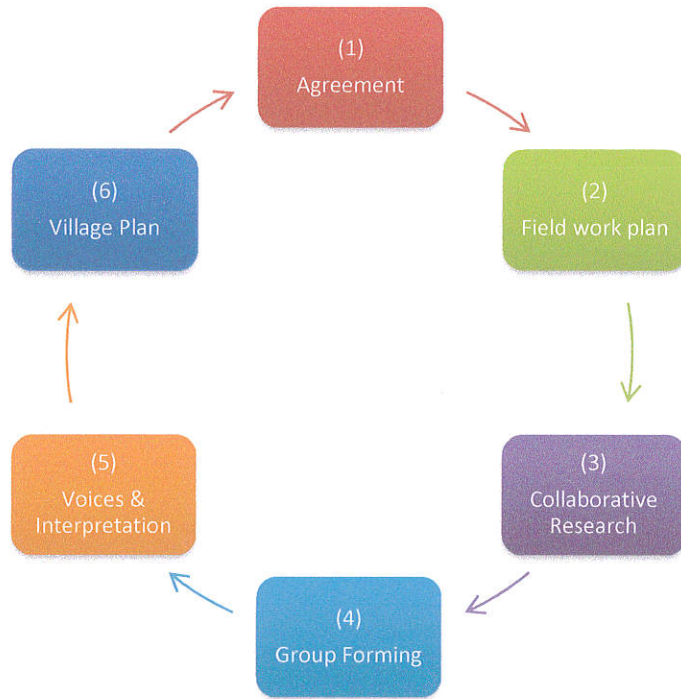 (1)
Agreement
(2)
Field work plan
(3)
Collaborative
Research
(4)
Group Forming
(5)
Voices &
Interpretation
(6)
Village Plan